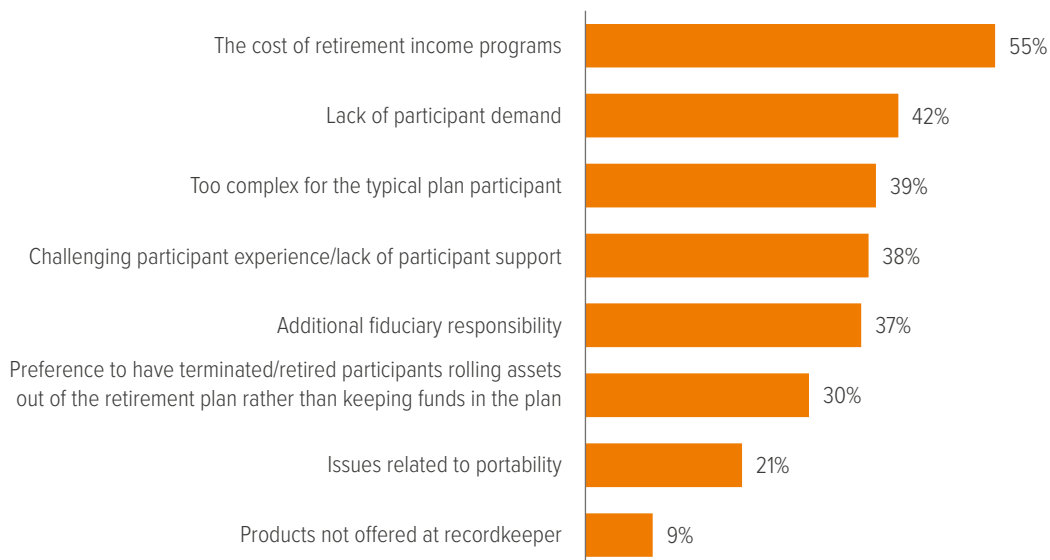 The cost of retirement income programs 55%
Lack of participant demand 42%
Too complex for the typical plan participant 39%
Challenging participant experience/lack of participant support 38%
Additional fiduciary responsibility 37%
Preference to have terminated/retired participants rolling assets
out of the retirement plan rather than keeping funds in the plan 30%
Issues related to portability 21%
Products not offered at recordkeeper 9%